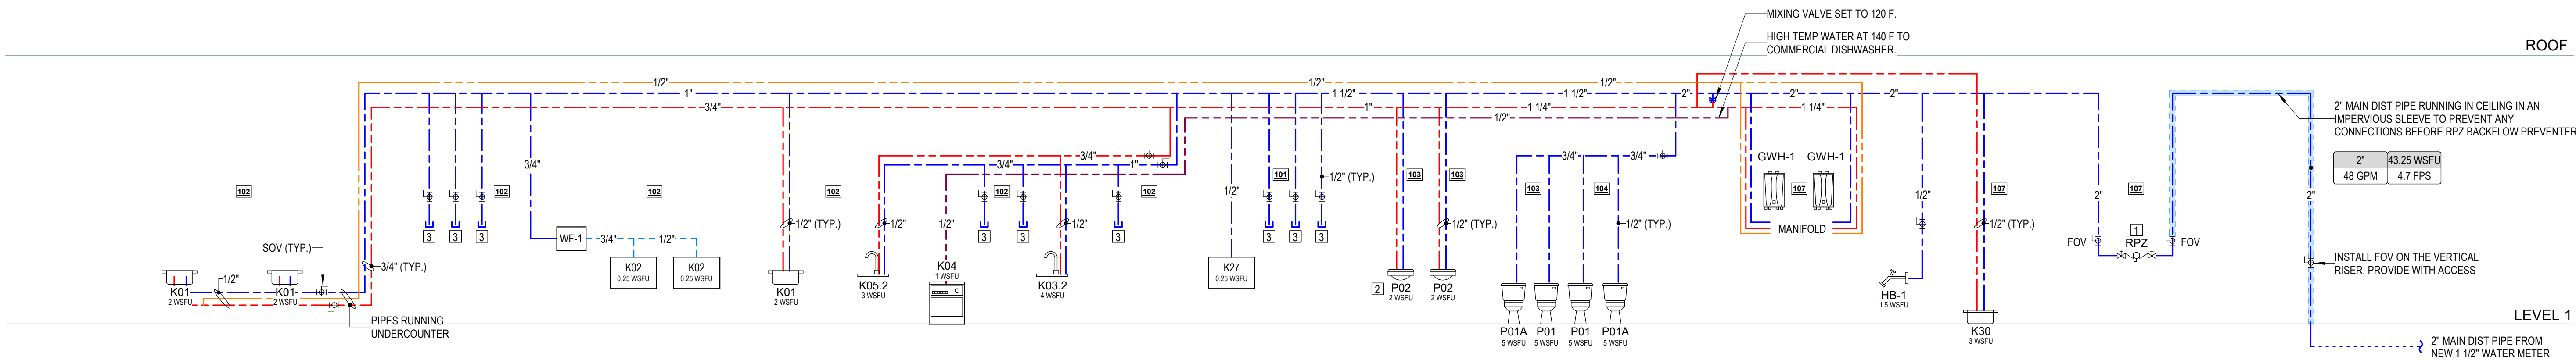 MIXING VALVE SET TO 120 F.
HIGH TEMP WATER AT 140 F TO
COMMERCIAL DISHWASHER.
ROOF
1/2" 1/2" 1/2"
1" 1 1/2" 1 1/2" 2" 2" 2"
3/4" 1" 1 1/4" 1 1/4"
1/2"
2" MAIN DIST PIPE RUNNING IN CEILING IN AN
IMPERVIOUS SLEEVE TO PREVENT ANY
CONNECTIONS BEFORE RPZ BACKFLOW PREVENTER
3/4" 3/4" 3/4" 3/4"
3/4" 3/4" 1"
GWH-1 GWH-1
2" 43.25 WSFU
48 GPM 4.7 FPS
101 103 103 1/2" (TYP.)
102 102 102 102 102 102 1/2" 103 104 107 1/2" 107 2" 107 2"
1/2" (TYP.) 1/2" 1/2" 1/2" 1/2" (TYP.) 1/2" (TYP.) 1/2" (TYP.)
MANIFOLD
3 3 3 WF-1 3/4" 1/2" 3 3 3 3 3 3
SOV (TYP.)
FOV 1 RPZ FOV
3/4" (TYP.)
K02 K02 K04 K27
0.25 WSFU 0.25 WSFU 1 WSFU 0.25 WSFU
INSTALL FOV ON THE VERTICAL
RISER. PROVIDE WITH ACCESS
1/2"
K01 K01 K01 K05.2 K03.2 2 P02 P02 HB-1
2 WSFU 2 WSFU 2 WSFU 3 WSFU 4 WSFU 2 WSFU 2 WSFU 1.5 WSFU
PIPES RUNNING
UNDERCOUNTER
LEVEL 1
P01A P01 P01 P01A K30
5 WSFU 5 WSFU 5 WSFU 5 WSFU 3 WSFU
2" MAIN DIST PIPE FROM
NEW 1 1/2" WATER METER